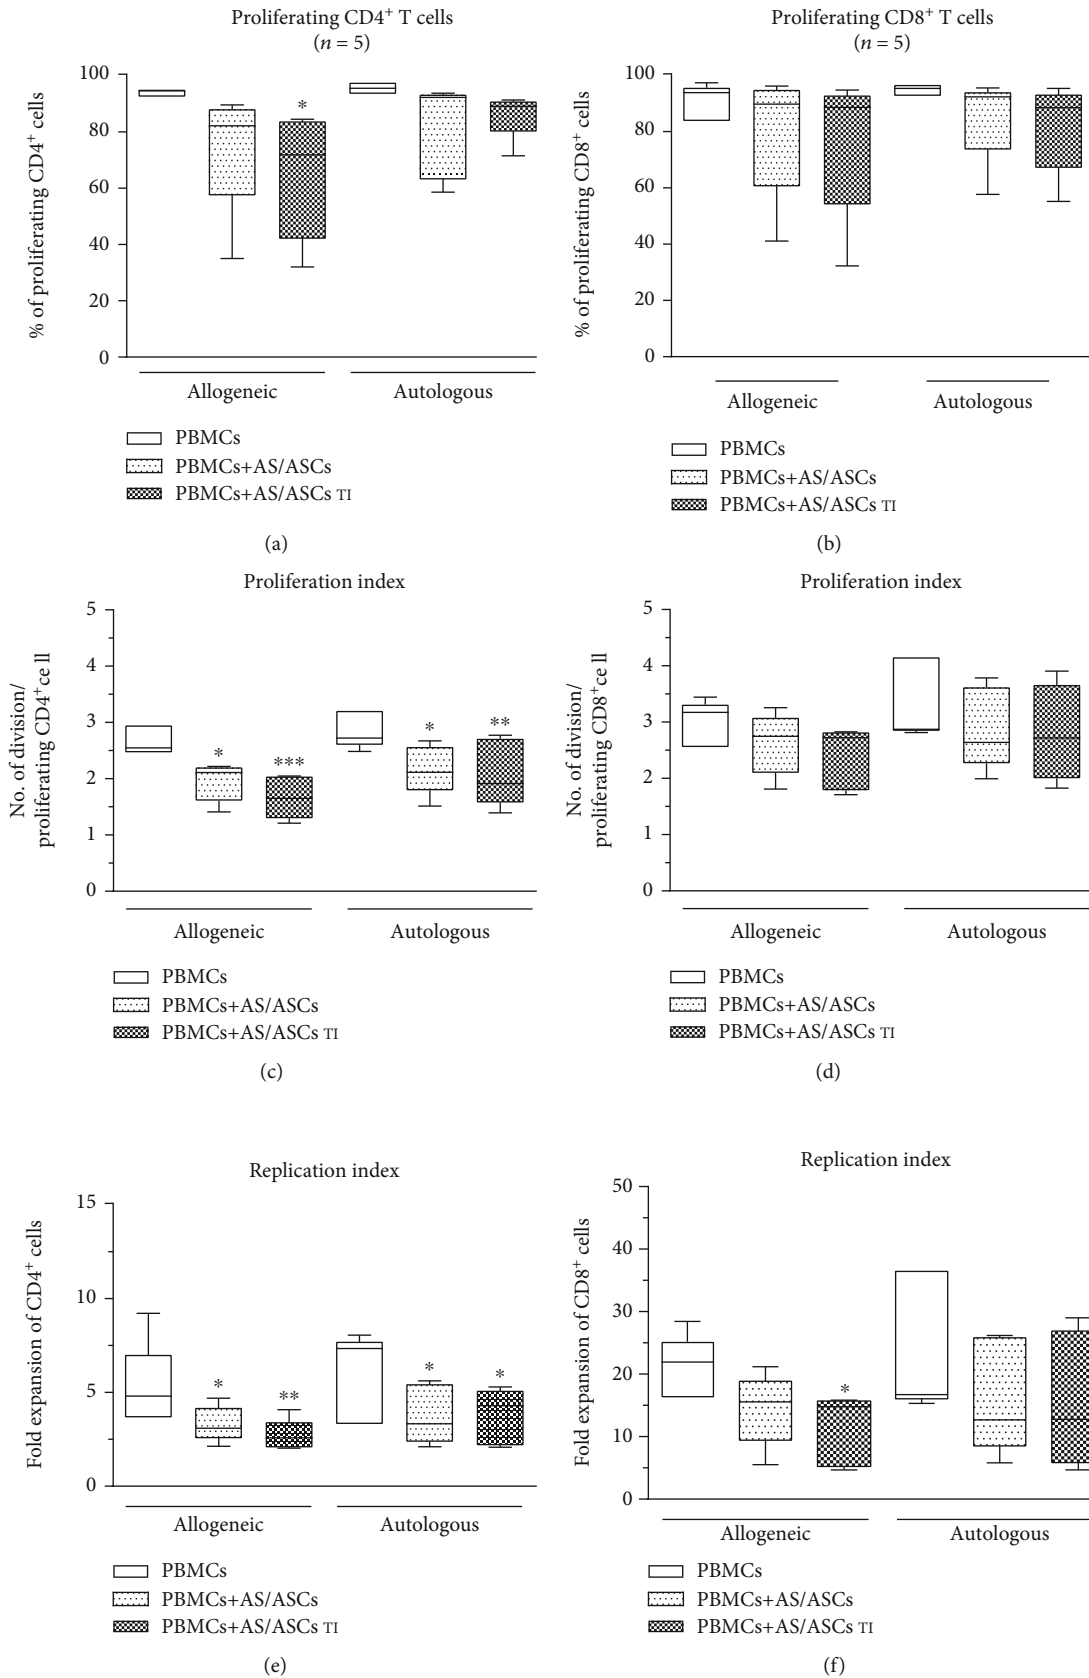 Proliferating CD4+ T cells
(n = 5)
% of proliferating CD4+ cells
100
80
60
40
20
0
*
Allogeneic
Autologous
PBMCs
PBMCs+AS/ASCs
PBMCs+AS/ASCs TI
(a)
Proliferating CD8+ T cells
(n = 5)
% of proliferating CD8+ cells
100
80
60
40
20
0
Allogeneic
Autologous
PBMCs
PBMCs+AS/ASCs
PBMCs+AS/ASCs TI
(b)
Proliferation index
No. of division/
proliferating CD4+ce ll
5
4
3
2
1
0
*
***
*
**
Allogeneic
Autologous
PBMCs
PBMCs+AS/ASCs
PBMCs+AS/ASCs TI
(c)
Proliferation index
No. of division/
proliferating CD8+ce ll
5
4
3
2
1
0
Allogeneic
Autologous
PBMCs
PBMCs+AS/ASCs
PBMCs+AS/ASCs TI
(d)
Replication index
Fold expansion of CD4+ cells
15
10
5
0
*
**
*
*
Allogeneic
Autologous
PBMCs
PBMCs+AS/ASCs
PBMCs+AS/ASCs TI
(e)
Replication index
Fold expansion of CD8+ cells
50
40
30
20
10
0
*
Allogeneic
Autologous
PBMCs
PBMCs+AS/ASCs
PBMCs+AS/ASCs TI
(f)